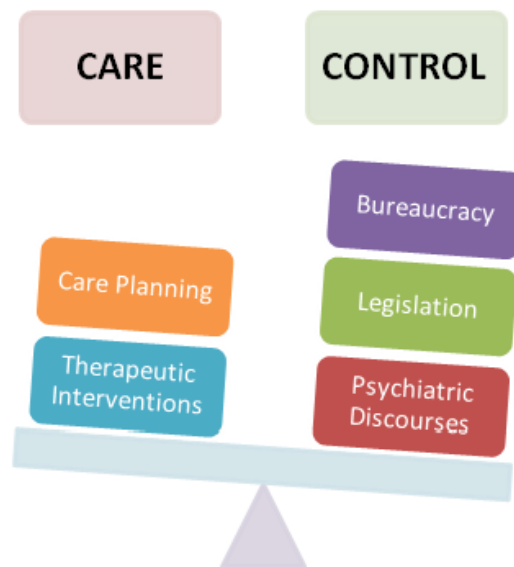 CARE
CONTROL
Bureaucracy
Care Planning
Legislation
Therapeutic
Interventions
Psychiatric
Discourses